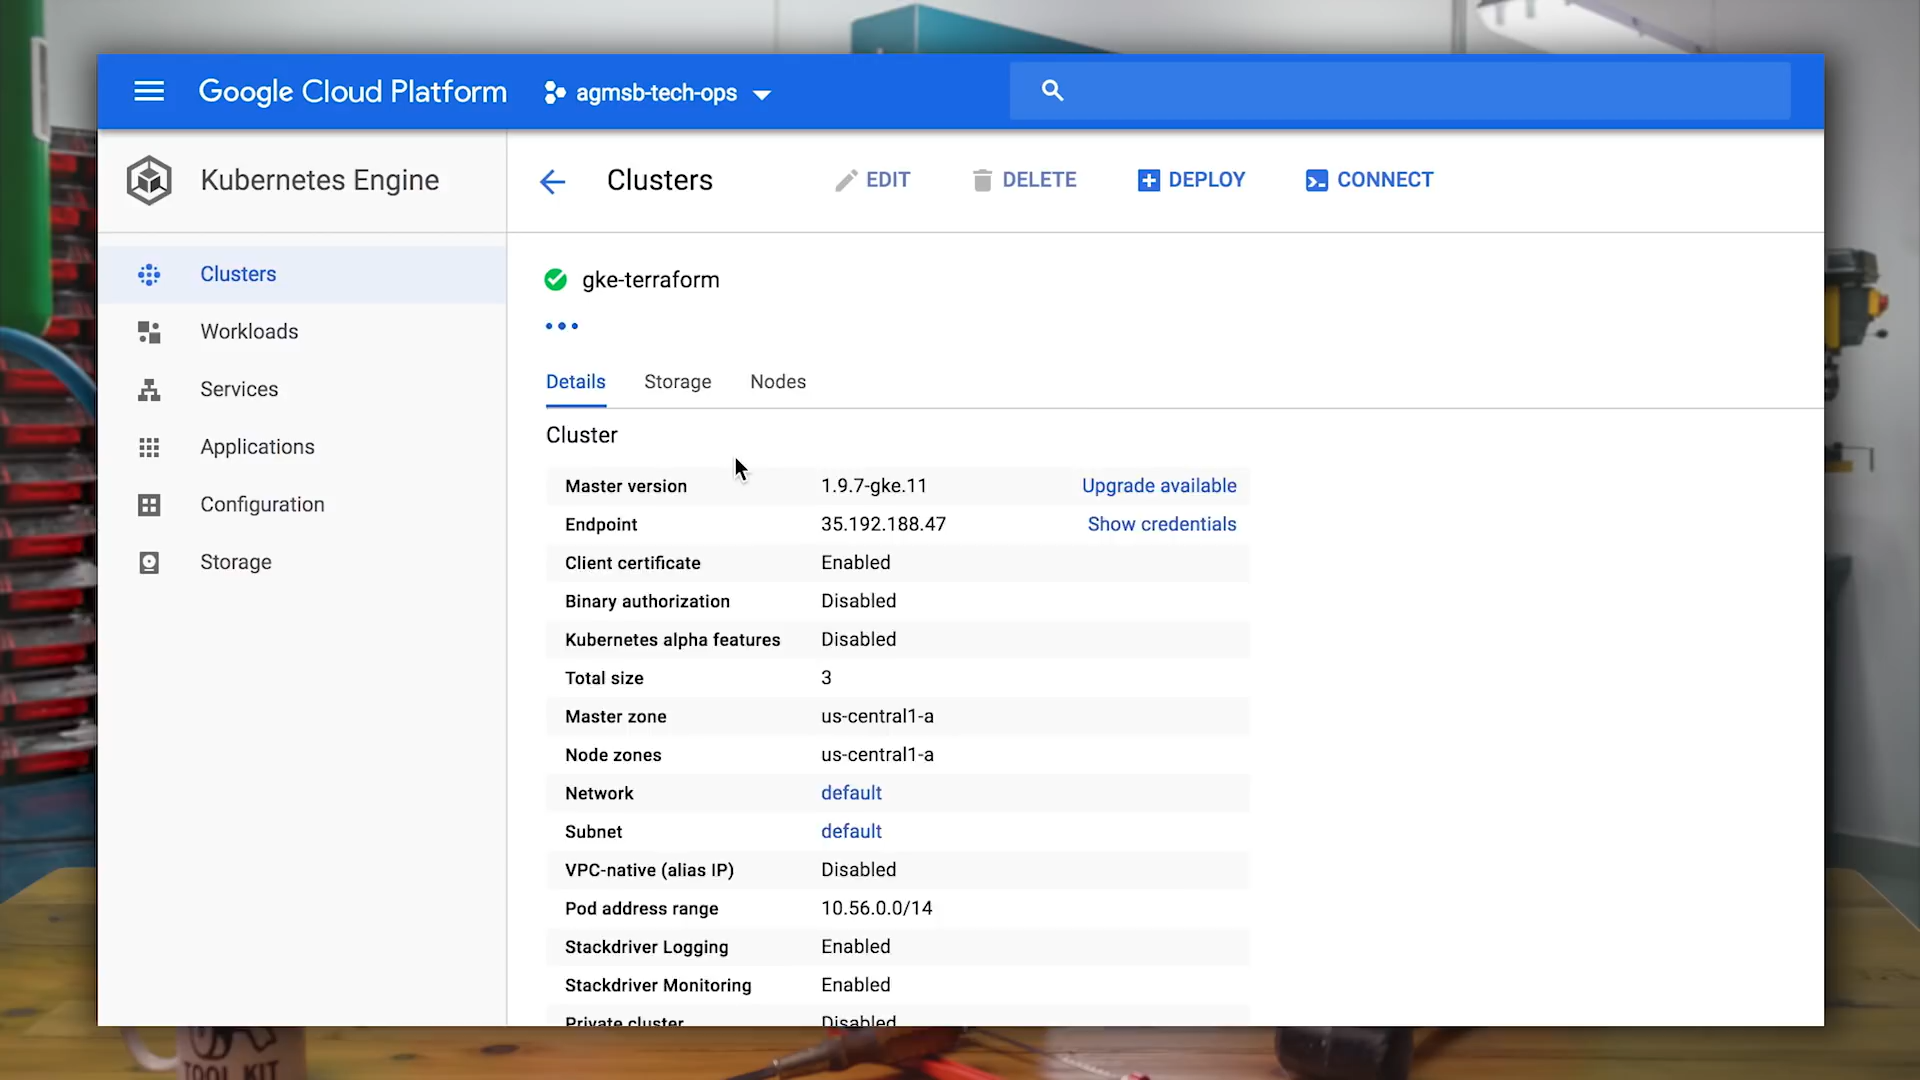 Google Cloud Platform
agmsb-tech-ops
Kubernetes Engine
Clusters
EDIT
DELETE
DEPLOY
CONNECT
Clusters
Workloads
Services
Applications
Configuration
Storage
gke-terraform
Details
Storage
Nodes
Cluster
Master version 1.9.7-gke.11 Upgrade available
Endpoint 35.192.188.47 Show credentials
Client certificate Enabled
Binary authorization Disabled
Kubernetes alpha features Disabled
Total size 3
Master zone us-central1-a
Node zones us-central1-a
Network default
Subnet default
VPC-native (alias IP) Disabled
Pod address range 10.56.0.0/14
Stackdriver Logging Enabled
Stackdriver Monitoring Enabled
Private cluster Disabled
TOOL KIT